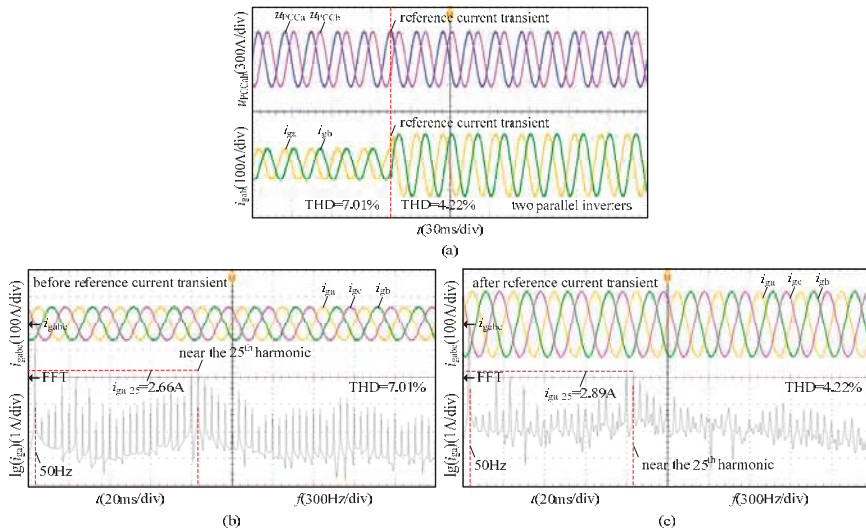 u_PCCa u_PCCb
reference current transient
u_PCCab(300A/div)
reference current transient
i_ga i_gb
i_gab(100A/div)
THD=7.01% THD=4.22% two parallel inverters
t(30ms/div)
(a)
before reference current transient
i_ga i_gc i_gb
i_gabc(100A/div)
i_gabc
near the 25th harmonic
FFT
i_ga 25=2.66A
THD=7.01%
lg(i_ga)(1A/div)
50Hz
t(20ms/div) f(300Hz/div)
(b)
after reference current transient
i_ga i_gc i_gb
i_gabc(100A/div)
i_gabc
FFT
i_ga 25=2.89A
THD=4.22%
lg(i_ga)(1A/div)
50Hz
near the 25th harmonic
t(20ms/div) f(300Hz/div)
(c)